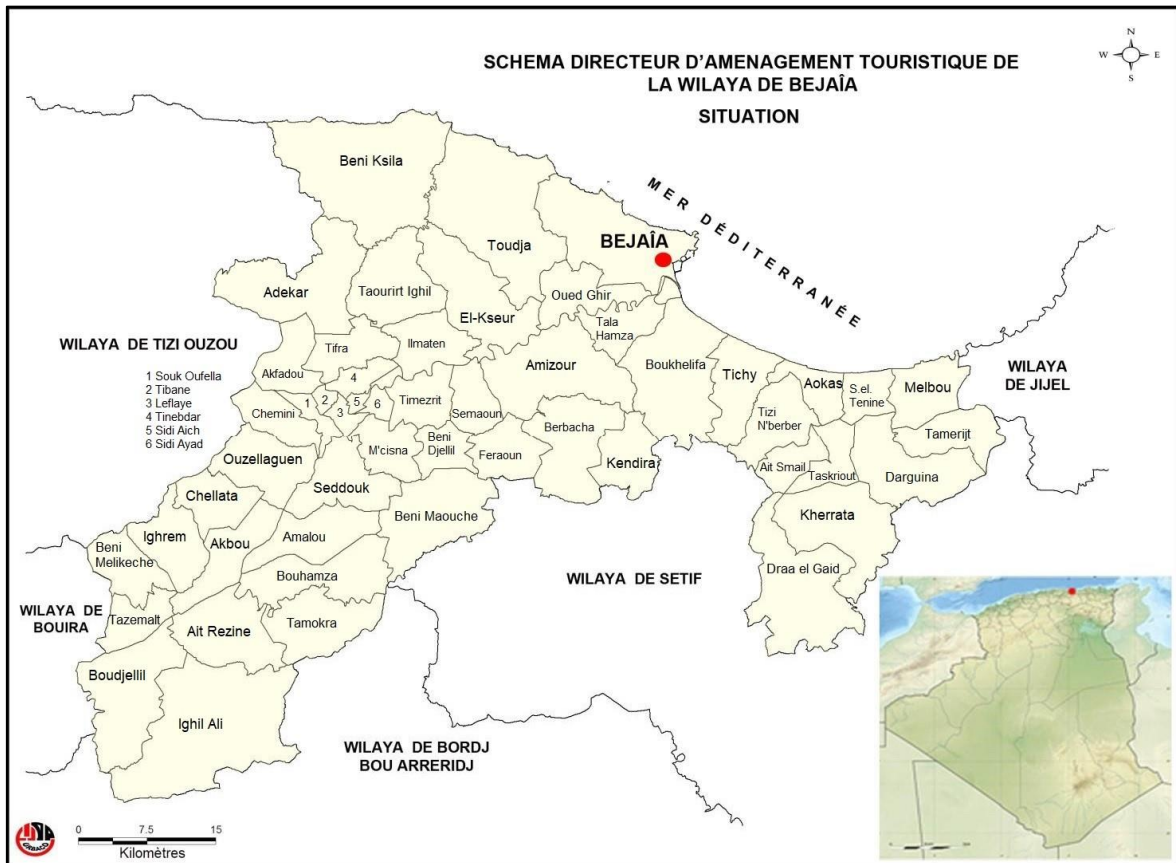 SCHEMA DIRECTEUR D'AMENAGEMENT TOURISTIQUE DE
LA WILAYA DE BEJAÎA
SITUATION
N
W E
S
MER DÉDITERRANÉE
Beni Ksila
Toudja
BEJAÎA
Adekar
Taourirt Ighil
Oued Ghir
El-Kseur
Tala
Hamza
WILAYA DE TIZI OUZOU
Tifra
Ilmaten
Amizour
Boukhelifa
Tichy
Aokas
S.el.
Tenine
Melbou
WILAYA
DE JIJEL
1 Souk Oufella
2 Tibane
3 Leflaye
4 Tinebdar
5 Sidi Aich
6 Sidi Ayad
Akfadou
4
1
2
3
5
6
Chemini
Timezrit
Semaoun
Berbacha
Tizi
N'berber
Tamerijt
M'cisna
Beni
Djellil
Feraoun
Kendira
Ait Smail
Taskriout
Darguina
Ouzellaguen
Seddouk
Chellata
Beni Maouche
Kherrata
Ighrem
Akbou
Amalou
Beni
Melikeche
Bouhamza
Draa el Gaid
WILAYA DE SETIF
WILAYA DE
BOUIRA
Tazemalt
Ait Rezine
Tamokra
Boudjellil
Ighil Ali
WILAYA DE BORDJ
BOU ARRERIDJ
0 7.5 15
Kilomètres